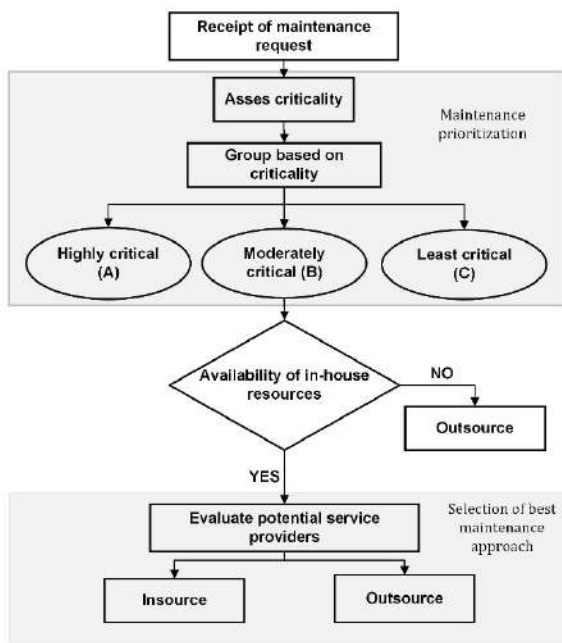 Receipt of maintenance
request
Asses criticality
Maintenance
prioritization
Group based on
criticality
Highly critical
(A)
Moderately
critical (B)
Least critical
(C)
Availability of in-house
resources
NO
Outsource
YES
Selection of best
maintenance
approach
Evaluate potential service
providers
Insource
Outsource